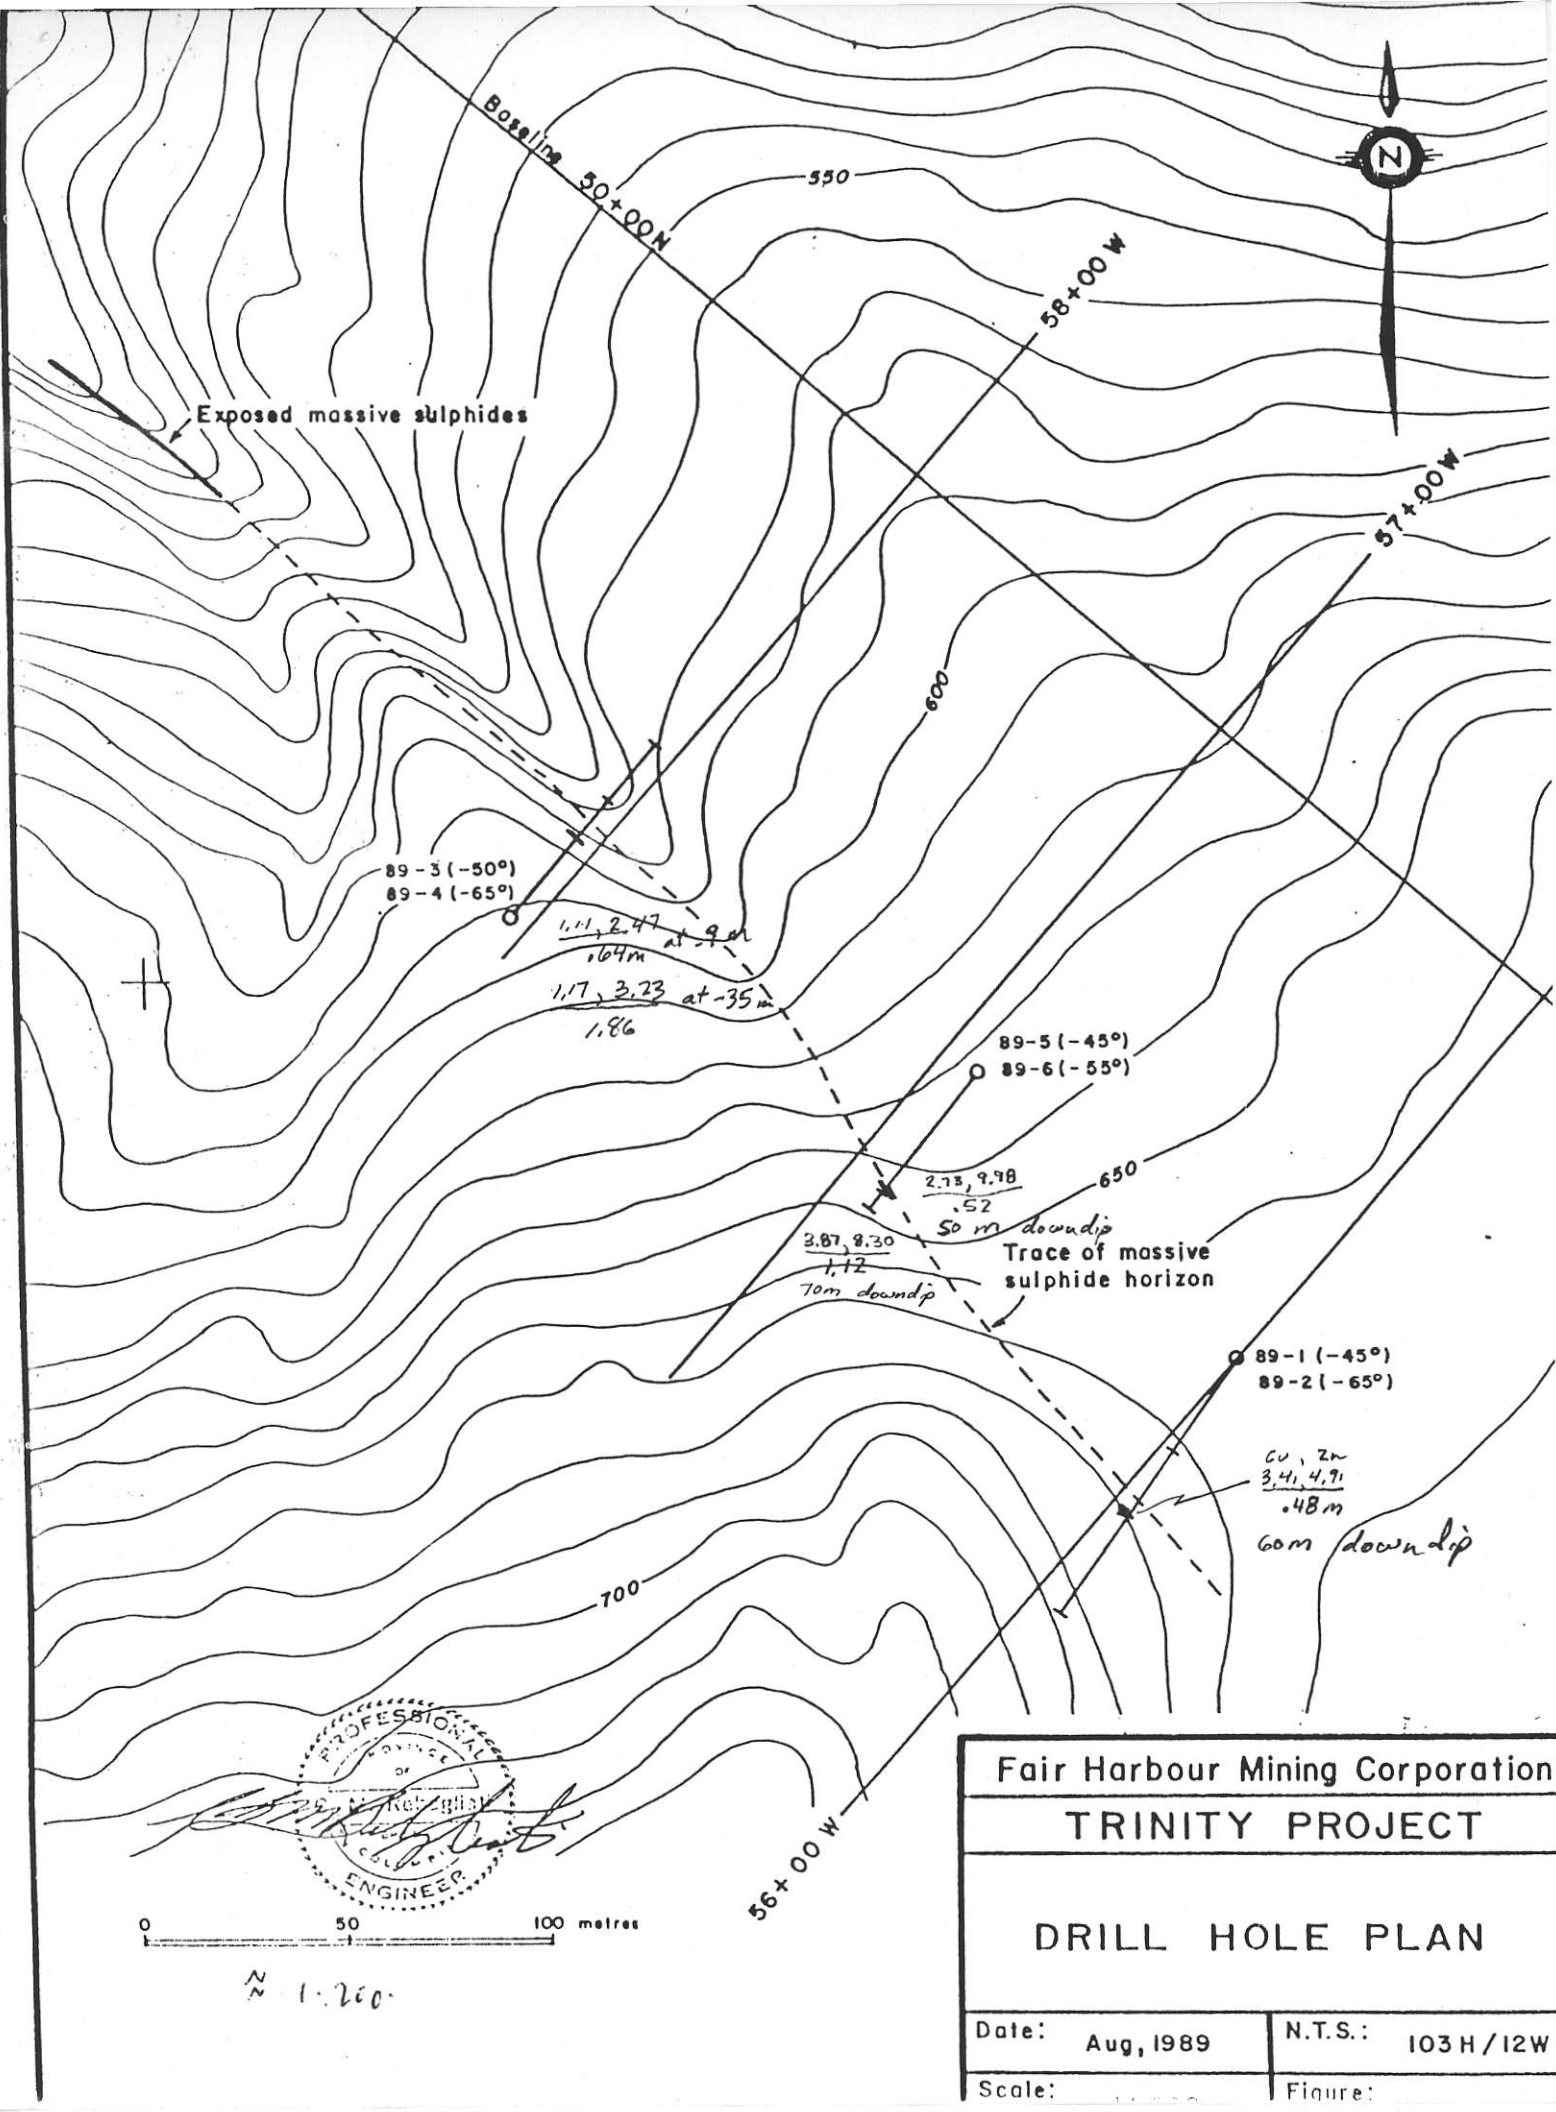 Baseline 50+00N
550
58+00 W
N
57+00 W
Exposed massive sulphides
600
89-3 (-50°)
89-4 (-65°)
1.11, 2.47 at -9 m
.64m
1.17, 3.23 at -35 m
1.86
89-5 (-45°)
89-6 (-55°)
650
2.73, 9.98
.52
50 m downdip
3.87, 8.30
1.12
70m downdip
Trace of massive
sulphide horizon
89-1 (-45°)
89-2 (-65°)
Cu, Zn
3.41, 4.91
.48m
60m downdip
700
PROFESSIONAL
PROVINCE
OF
ENGINEER
56+00 W
0 50 100 metres
Fair Harbour Mining Corporation
TRINITY PROJECT
DRILL HOLE PLAN
Date: Aug, 1989
N.T.S.: 103 H/12W
Scale:
Figure: